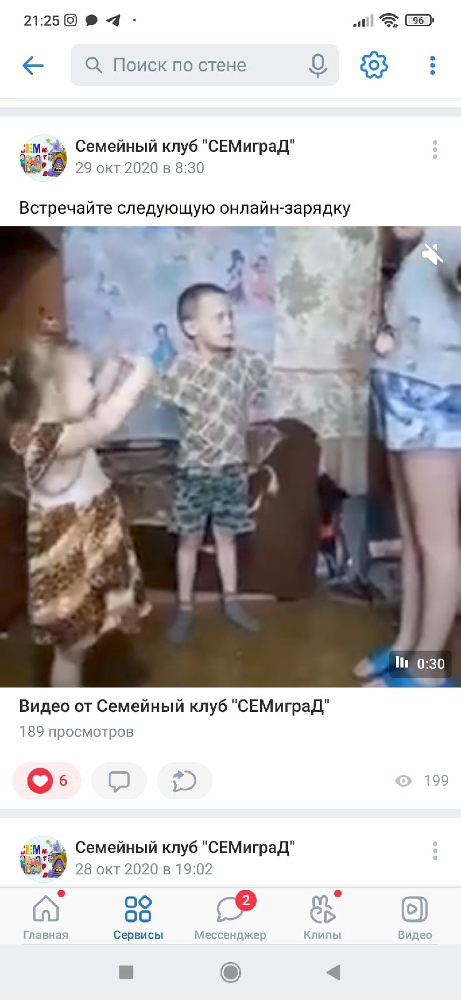 21:25
96
Поиск по стене
Семейный клуб "СЕМиграД"
29 окт 2020 в 8:30
Встречайте следующую онлайн-зарядку
0:30
Видео от Семейный клуб "СЕМиграД"
189 просмотров
6
199
Семейный клуб "СЕМиграД"
28 окт 2020 в 19:02
2
Главная
Сервисы
Мессенджер
Клипы
Видео